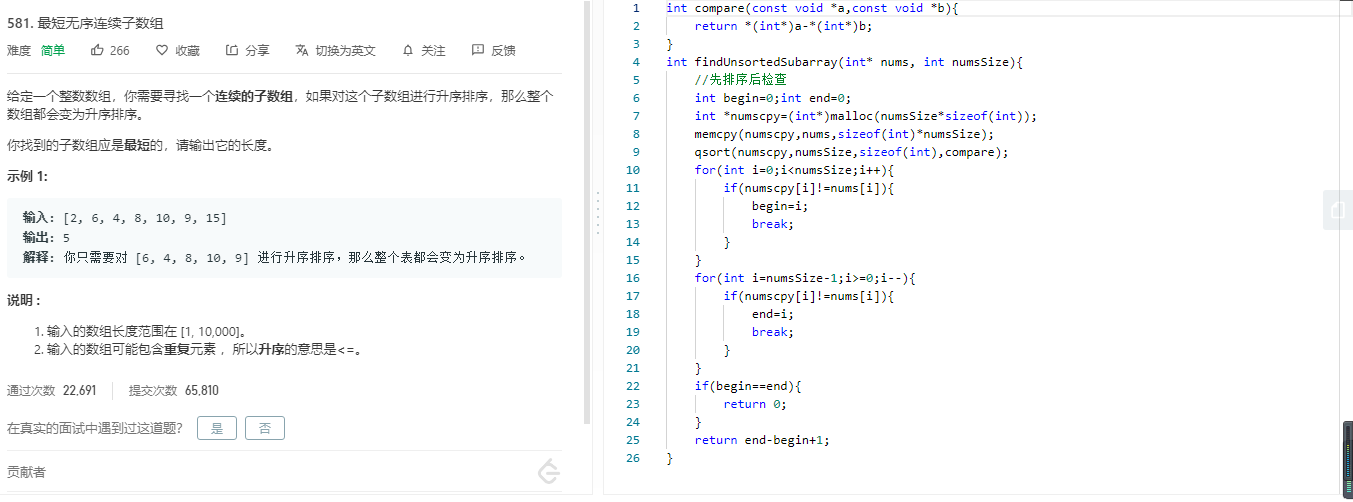 581. 最短无序连续子数组
难度 简单 266 收藏 分享 切换为英文 关注 反馈
给定一个整数数组，你需要寻找一个连续的子数组，如果对这个子数组进行升序排序，那么整个
数组都会变为升序排序。
你找到的子数组应是最短的，请输出它的长度。
示例 1:
输入: [2, 6, 4, 8, 10, 9, 15]
输出: 5
解释: 你只需要对 [6, 4, 8, 10, 9] 进行升序排序，那么整个表都会变为升序排序。
说明 :
1. 输入的数组长度范围在 [1, 10,000]。
2. 输入的数组可能包含重复元素 ，所以升序的意思是<=。
通过次数 22,691 提交次数 65,810
在真实的面试中遇到过这道题? 是 否
贡献者
1 int compare(const void *a,const void *b){
2 return *(int*)a-*(int*)b;
3 }
4 int findUnsortedSubarray(int* nums, int numsSize){
5 //先排序后检查
6 int begin=0;int end=0;
7 int *numscpy=(int*)malloc(numsSize*sizeof(int));
8 memcpy(numscpy,nums,sizeof(int)*numsSize);
9 qsort(numscpy,numsSize,sizeof(int),compare);
10 for(int i=0;i<numsSize;i++){
11 if(numscpy[i]!=nums[i]){
12 begin=i;
13 break;
14 }
15 }
16 for(int i=numsSize-1;i>=0;i--){
17 if(numscpy[i]!=nums[i]){
18 end=i;
19 break;
20 }
21 }
22 if(begin==end){
23 return 0;
24 }
25 return end-begin+1;
26 }